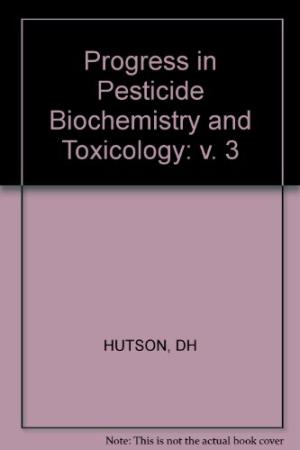 Progress in
Pesticide
Biochemistry and
Toxicology: v. 3
HUTSON, DH
Note: This is not the actual book cover